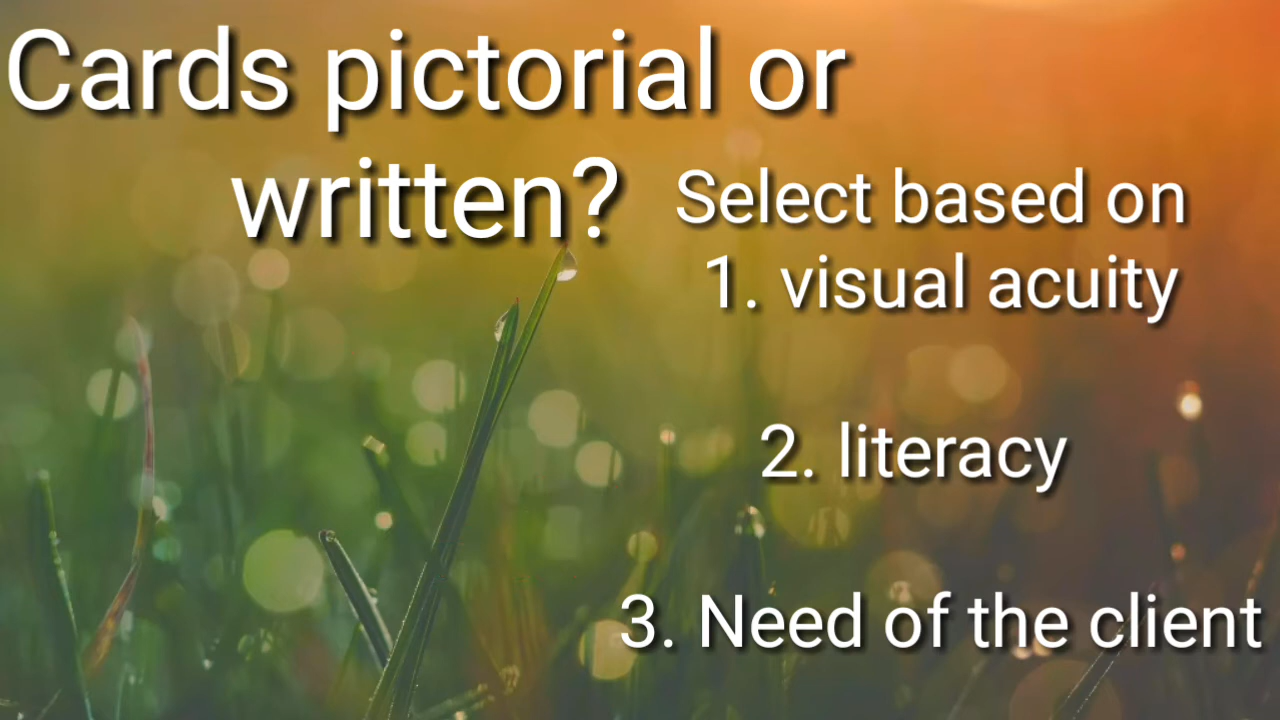 Cards pictorial or
written?
Select based on
1. visual acuity
2. literacy
3. Need of the client